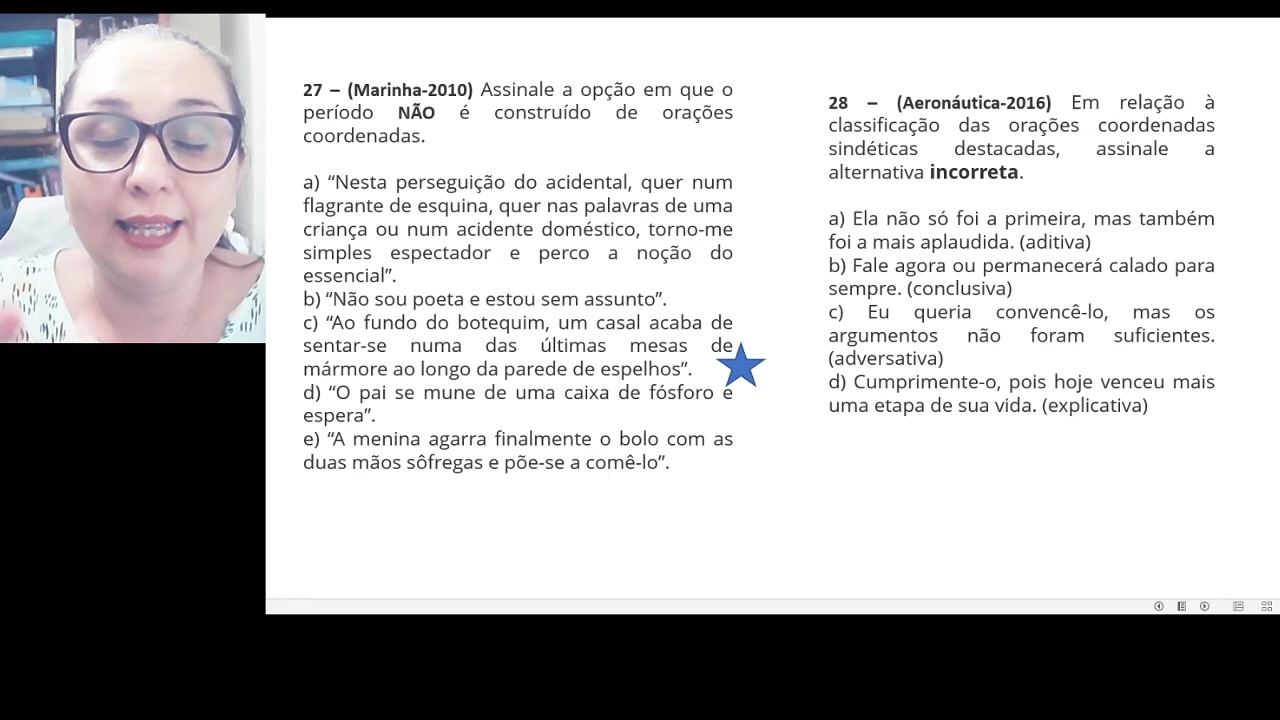 27 – (Marinha-2010) Assinale a opção em que o
período NÃO é construído de orações
coordenadas.
a) “Nesta perseguição do acidental, quer num
flagrante de esquina, quer nas palavras de uma
criança ou num acidente doméstico, torno-me
simples espectador e perco a noção do
essencial”.
b) “Não sou poeta e estou sem assunto”.
c) “Ao fundo do botequim, um casal acaba de
sentar-se numa das últimas mesas de
mármore ao longo da parede de espelhos”.
d) “O pai se mune de uma caixa de fósforo e
espera”.
e) “A menina agarra finalmente o bolo com as
duas mãos sôfregas e põe-se a comê-lo”.
28 – (Aeronáutica-2016) Em relação à
classificação das orações coordenadas
sindéticas destacadas, assinale a
alternativa incorreta.
a) Ela não só foi a primeira, mas também
foi a mais aplaudida. (aditiva)
b) Fale agora ou permanecerá calado para
sempre. (conclusiva)
c) Eu queria convencê-lo, mas os
argumentos não foram suficientes.
(adversativa)
d) Cumprimente-o, pois hoje venceu mais
uma etapa de sua vida. (explicativa)